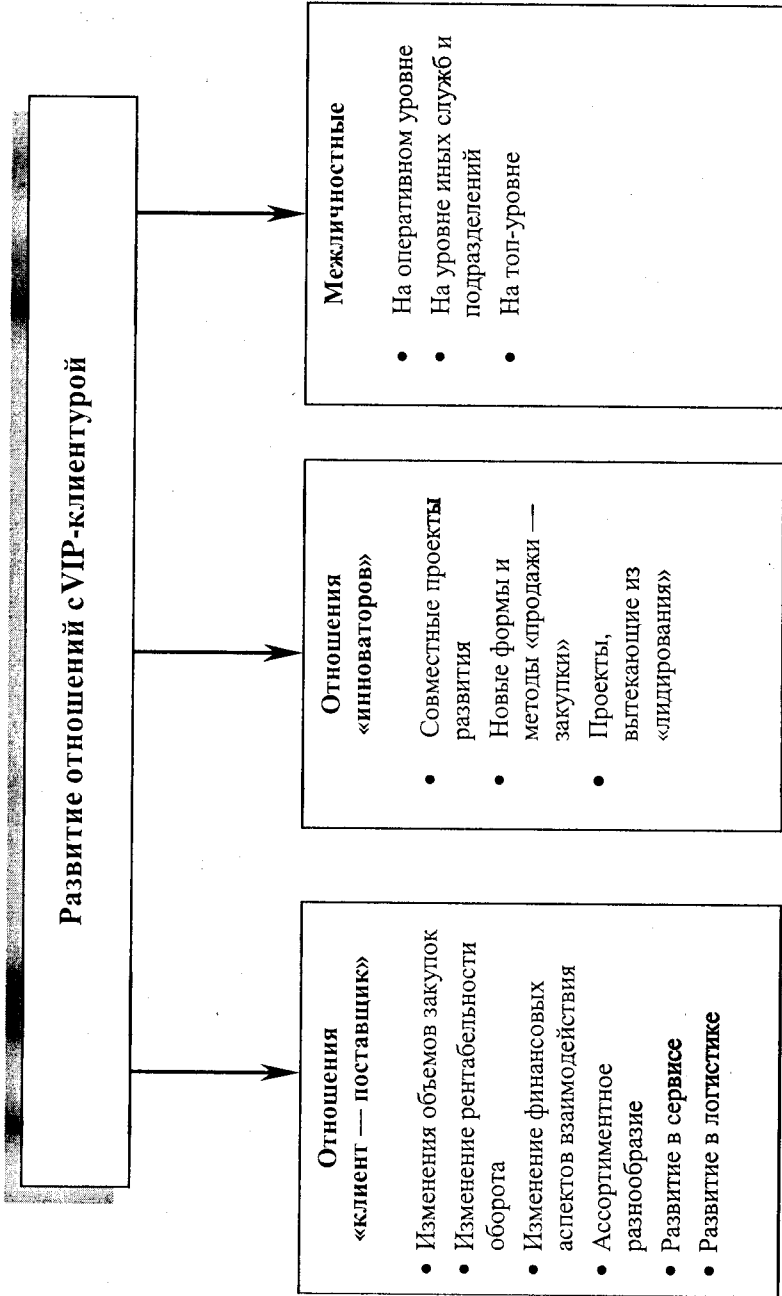 Развитие отношений с VIP-клиентурой
Отношения
«клиент — поставщик»
• Изменения объемов закупок
• Изменение рентабельности
оборота
• Изменение финансовых
аспектов взаимодействия
• Ассортиментное
разнообразие
• Развитие в сервисе
• Развитие в логистике
Отношения
«инноваторов»
• Совместные проекты
развития
• Новые формы и
методы «продажи —
закупки»
• Проекты,
вытекающие из
«лидирования»
Межличностные
• На оперативном уровне
• На уровне иных служб и
подразделений
• На топ-уровне